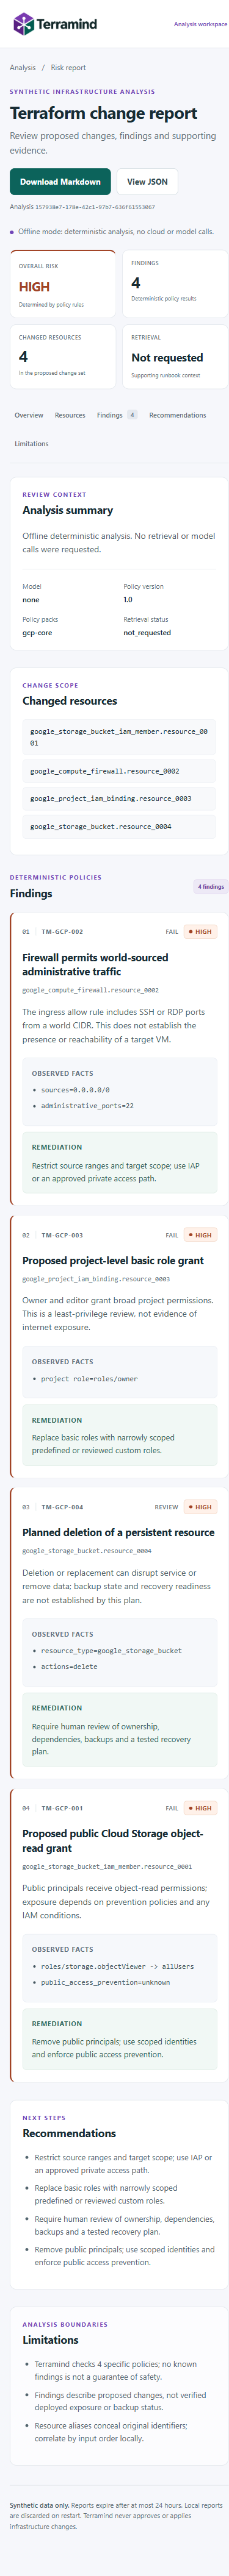 Terramind
Analysis workspace
Analysis / Risk report
SYNTHETIC INFRASTRUCTURE ANALYSIS
Terraform change report
Review proposed changes, findings and supporting
evidence.
Download Markdown
View JSON
Analysis 157938e7-178e-42c1-97b7-636f61553067
Offline mode: deterministic analysis, no cloud or model calls.
OVERALL RISK
HIGH
Determined by policy rules
FINDINGS
4
Deterministic policy results
CHANGED RESOURCES
4
In the proposed change set
RETRIEVAL
Not requested
Supporting runbook context
Overview
Resources
Findings 4
Recommendations
Limitations
REVIEW CONTEXT
Analysis summary
Offline deterministic analysis. No retrieval or model
calls were requested.
Model
none
Policy version
1.0
Policy packs
gcp-core
Retrieval status
not_requested
CHANGE SCOPE
Changed resources
google_storage_bucket_iam_member.resource_00
01
google_compute_firewall.resource_0002
google_project_iam_binding.resource_0003
google_storage_bucket.resource_0004
DETERMINISTIC POLICIES
Findings
4 findings
01 TM-GCP-002 FAIL HIGH
Firewall permits world-sourced
administrative traffic
google_compute_firewall.resource_0002
The ingress allow rule includes SSH or RDP ports
from a world CIDR. This does not establish the
presence or reachability of a target VM.
OBSERVED FACTS
• sources=0.0.0.0/0
• administrative_ports=22
REMEDIATION
Restrict source ranges and target scope; use IAP
or an approved private access path.
02 TM-GCP-003 FAIL HIGH
Proposed project-level basic role grant
google_project_iam_binding.resource_0003
Owner and editor grant broad project permissions.
This is a least-privilege review, not evidence of
internet exposure.
OBSERVED FACTS
• project role=roles/owner
REMEDIATION
Replace basic roles with narrowly scoped
predefined or reviewed custom roles.
03 TM-GCP-004 REVIEW HIGH
Planned deletion of a persistent resource
google_storage_bucket.resource_0004
Deletion or replacement can disrupt service or
remove data; backup state and recovery readiness
are not established by this plan.
OBSERVED FACTS
• resource_type=google_storage_bucket
• actions=delete
REMEDIATION
Require human review of ownership,
dependencies, backups and a tested recovery
plan.
04 TM-GCP-001 FAIL HIGH
Proposed public Cloud Storage object-
read grant
google_storage_bucket_iam_member.resource_0001
Public principals receive object-read permissions;
exposure depends on prevention policies and any
IAM conditions.
OBSERVED FACTS
• roles/storage.objectViewer -> allUsers
• public_access_prevention=unknown
REMEDIATION
Remove public principals; use scoped identities
and enforce public access prevention.
NEXT STEPS
Recommendations
• Restrict source ranges and target scope; use IAP or
an approved private access path.
• Replace basic roles with narrowly scoped
predefined or reviewed custom roles.
• Require human review of ownership, dependencies,
backups and a tested recovery plan.
• Remove public principals; use scoped identities and
enforce public access prevention.
ANALYSIS BOUNDARIES
Limitations
• Terramind checks 4 specific policies; no known
findings is not a guarantee of safety.
• Findings describe proposed changes, not verified
deployed exposure or backup status.
• Resource aliases conceal original identifiers;
correlate by input order locally.
Synthetic data only. Reports expire after at most 24 hours. Local reports
are discarded on restart. Terramind never approves or applies
infrastructure changes.